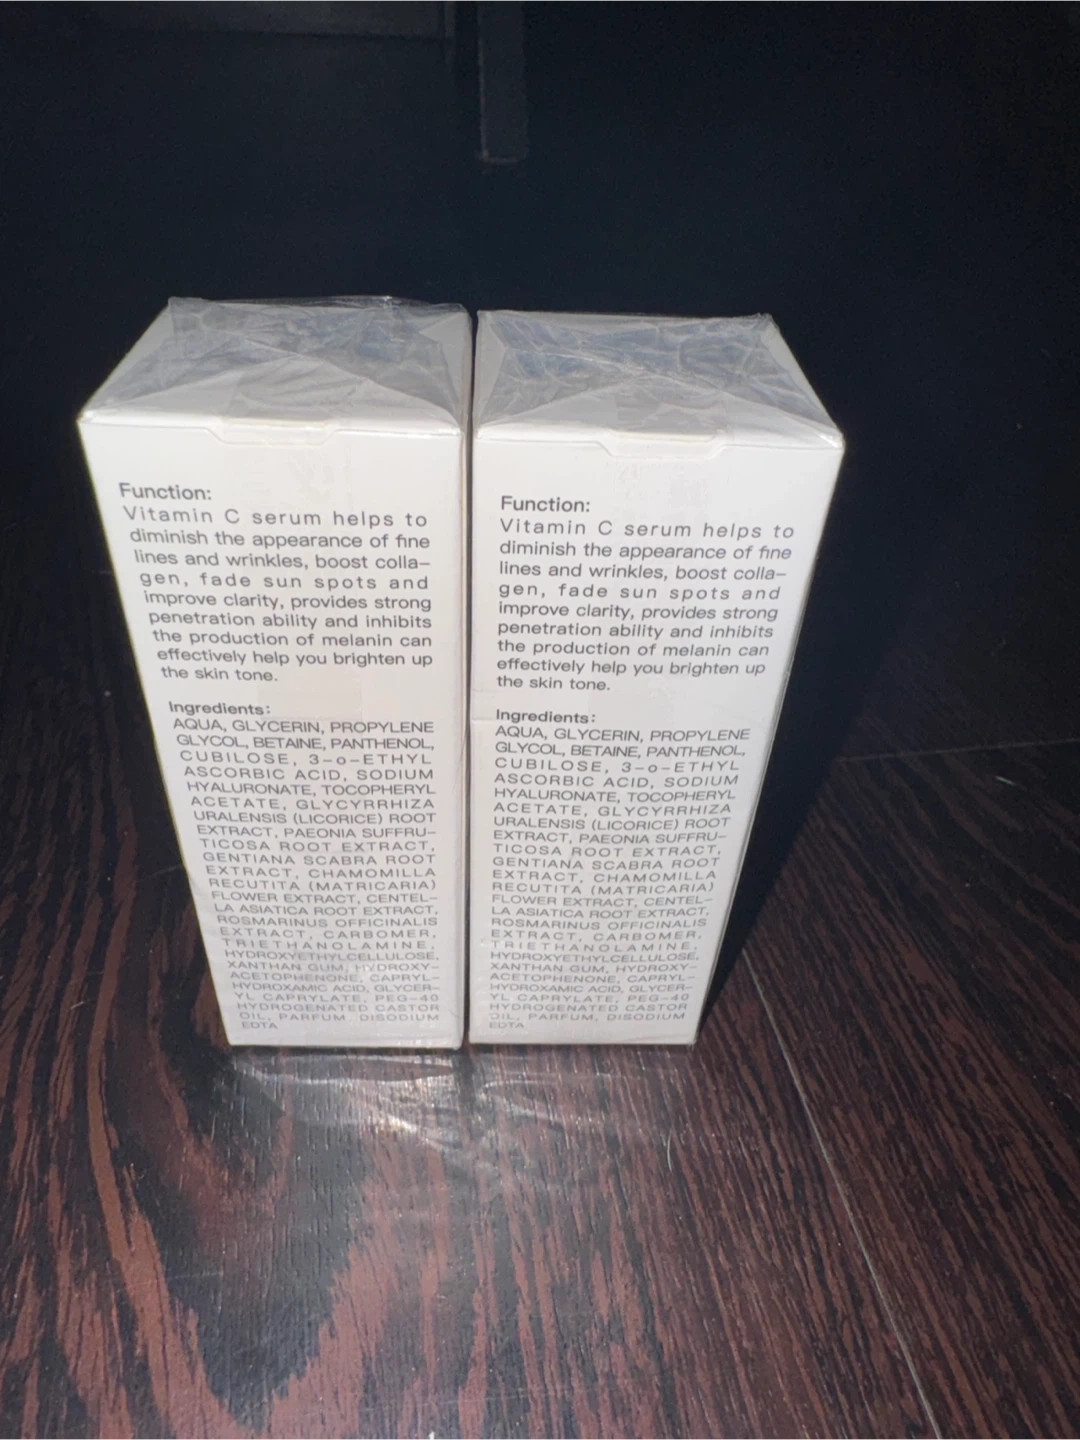 Function:
Vitamin C serum helps to
diminish the appearance of fine
lines and wrinkles, boost colla-
gen, fade sun spots and
improve clarity, provides strong
penetration ability and inhibits
the production of melanin can
effectively help you brighten up
the skin tone.
Ingredients:
AQUA, GLYCERIN, PROPYLENE
GLYCOL, BETAINE, PANTHENOL,
CUBILOSE, 3-o-ETHYL
ASCORBIC ACID, SODIUM
HYALURONATE, TOCOPHERYL
ACETATE, GLYCYRRHIZA
URALENSIS (LICORICE) ROOT
EXTRACT, PAEONIA SUFFRU-
TICOSA ROOT EXTRACT,
GENTIANA SCABRA ROOT
EXTRACT, CHAMOMILLA
RECUTITA (MATRICARIA)
FLOWER EXTRACT, CENTEL-
LA ASIATICA ROOT EXTRACT,
ROSMARINUS OFFICINALIS
EXTRACT, CARBOMER,
TRIETHANOLAMINE,
HYDROXYETHYLCELLULOSE,
XANTHAN GUM, HYDROXY-
ACETOPHENONE, CAPRYL-
HYDROXAMIC ACID, GLYCER-
YL CAPRYLATE, PEG-40
HYDROGENATED CASTOR
OIL, PARFUM, DISODIUM
EDTA
Function:
Vitamin C serum helps to
diminish the appearance of fine
lines and wrinkles, boost colla-
gen, fade sun spots and
improve clarity, provides strong
penetration ability and inhibits
the production of melanin can
effectively help you brighten up
the skin tone.
Ingredients:
AQUA, GLYCERIN, PROPYLENE
GLYCOL, BETAINE, PANTHENOL,
CUBILOSE, 3-o-ETHYL
ASCORBIC ACID, SODIUM
HYALURONATE, TOCOPHERYL
ACETATE, GLYCYRRHIZA
URALENSIS (LICORICE) ROOT
EXTRACT, PAEONIA SUFFRU-
TICOSA ROOT EXTRACT,
GENTIANA SCABRA ROOT
EXTRACT, CHAMOMILLA
RECUTITA (MATRICARIA)
FLOWER EXTRACT, CENTEL-
LA ASIATICA ROOT EXTRACT,
ROSMARINUS OFFICINALIS
EXTRACT, CARBOMER,
TRIETHANOLAMINE,
HYDROXYETHYLCELLULOSE,
XANTHAN GUM, HYDROXY-
ACETOPHENONE, CAPRYL-
HYDROXAMIC ACID, GLYCER-
YL CAPRYLATE, PEG-40
HYDROGENATED CASTOR
OIL, PARFUM, DISODIUM
EDTA